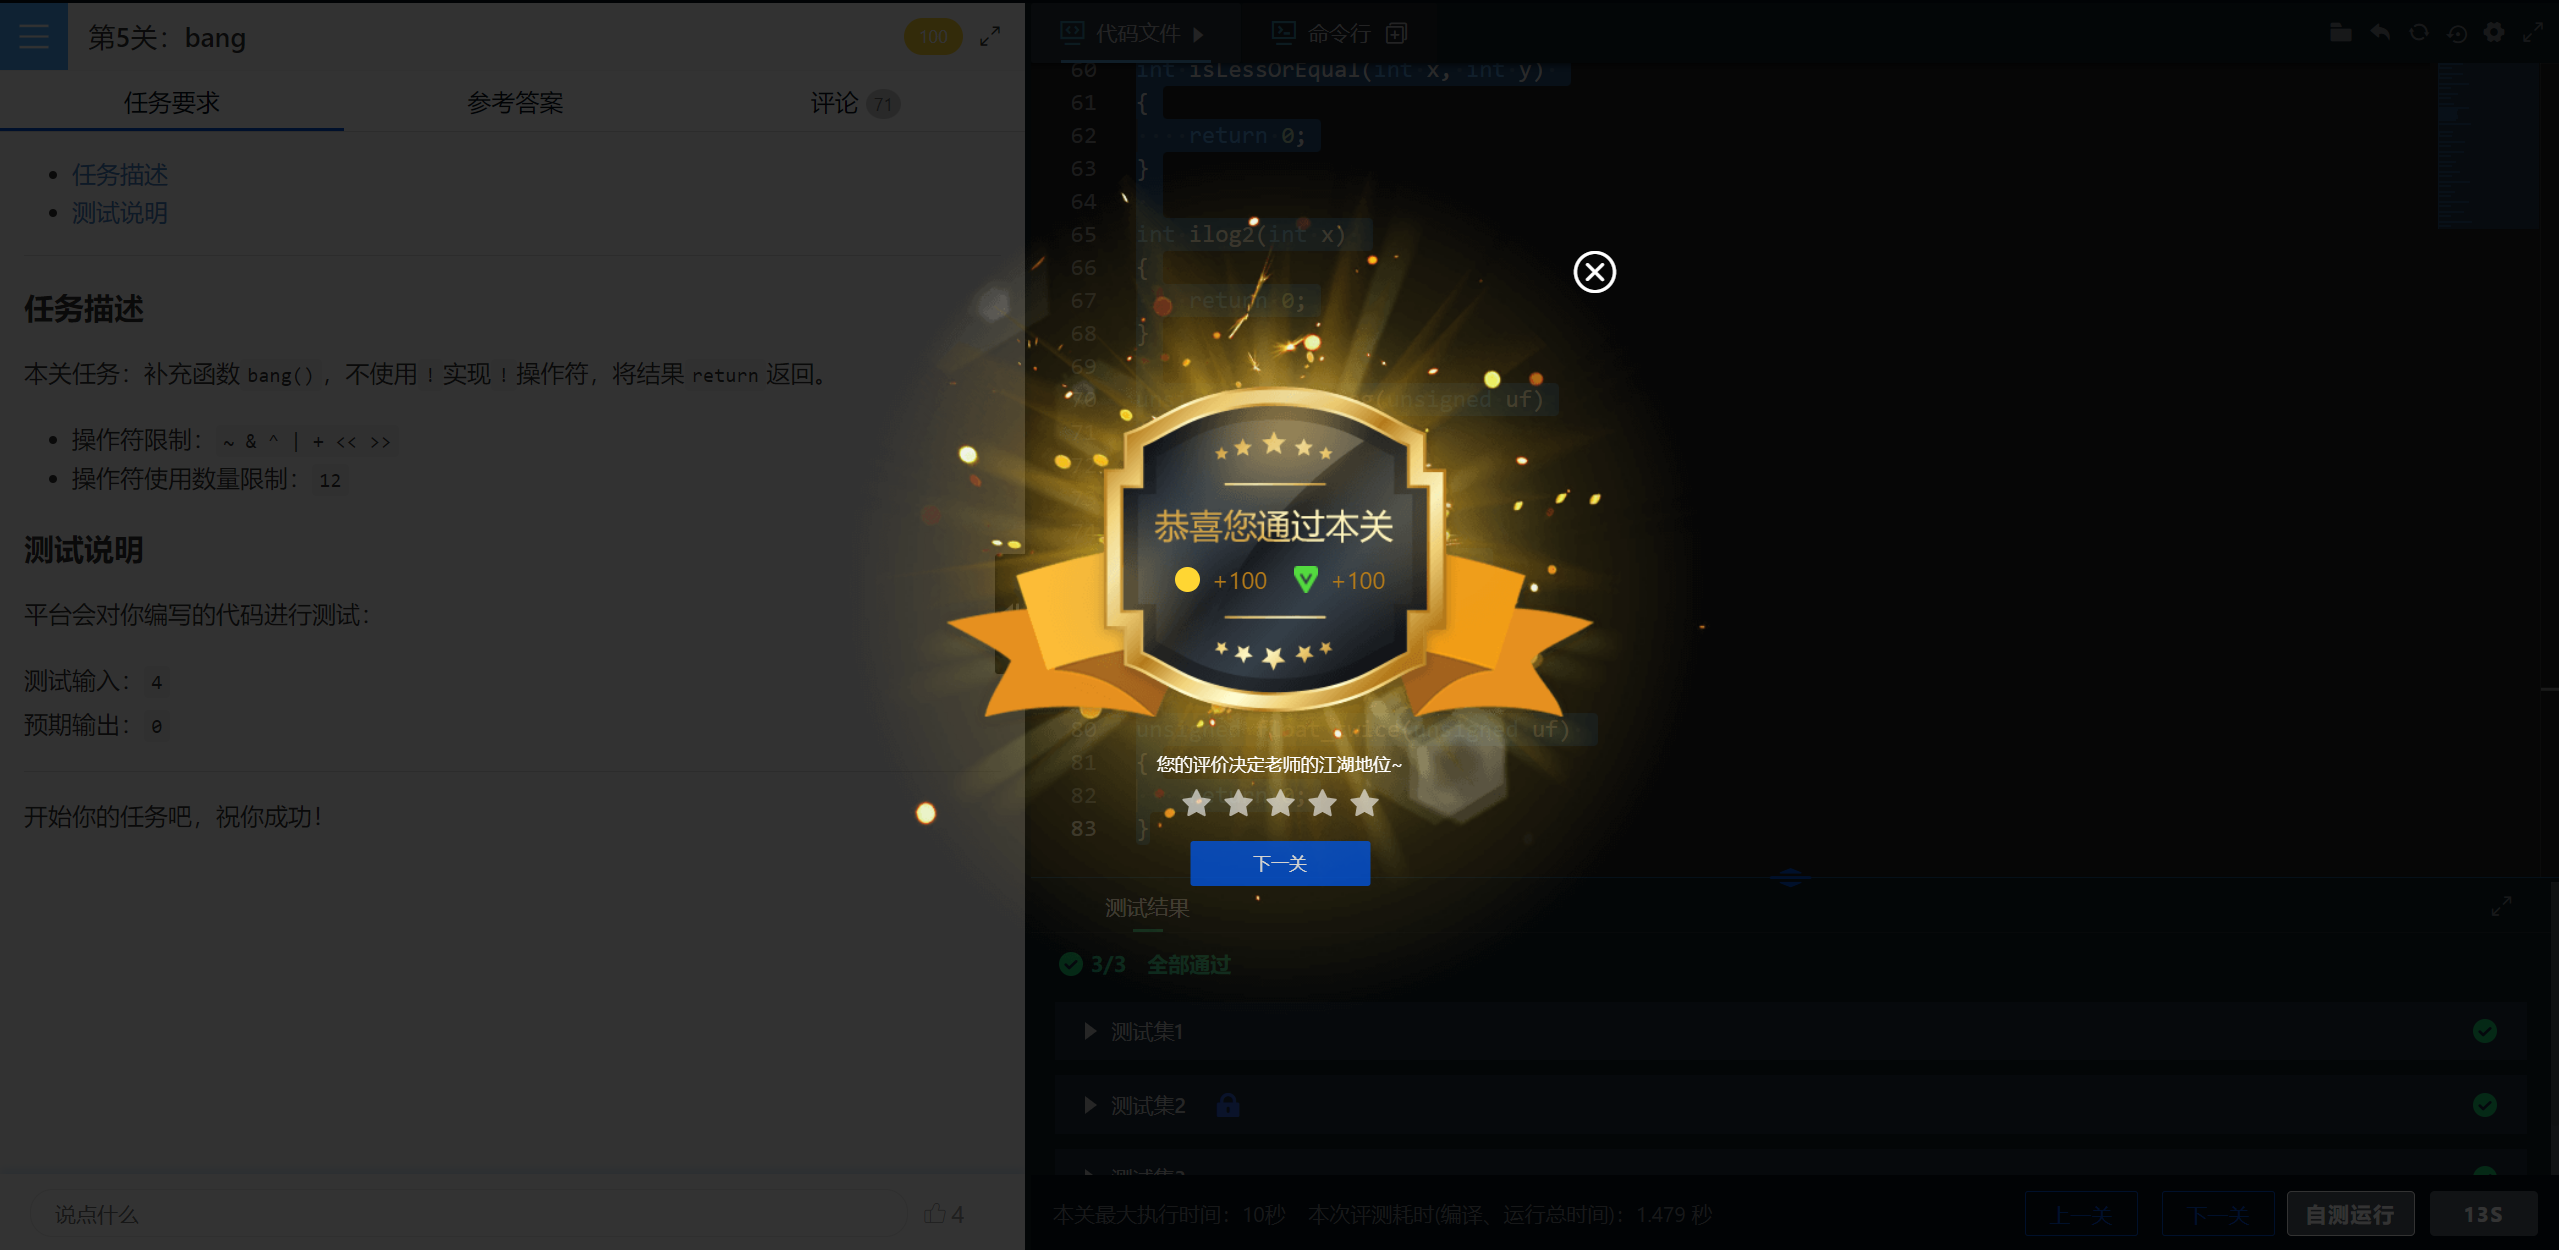 第5关：bang
100
任务要求
参考答案
评论 71
任务描述
测试说明
任务描述
本关任务：补充函数 bang() ，不使用 ! 实现 ! 操作符，将结果 return 返回。
操作符限制： ~ & ^ | + << >>
操作符使用数量限制： 12
测试说明
平台会对你编写的代码进行测试：
测试输入： 4
预期输出： 0
开始你的任务吧，祝你成功！
说点什么
4
代码文件
命令行
60 int isLessOrEqual(int x, int y)
61 {
62 return 0;
63 }
64
65 int ilog2(int x)
66 {
67 return 0;
68 }
69
(unsigned uf)
71
恭喜您通过本关
+100 +100
80 (unsigned uf)
81 {
82
83 }
您的评价决定老师的江湖地位~
下一关
测试结果
3/3 全部通过
测试集1
测试集2
本关最大执行时间：10秒 本次评测耗时(编译、运行总时间)：1.479 秒
上一关
下一关
自测运行
13S